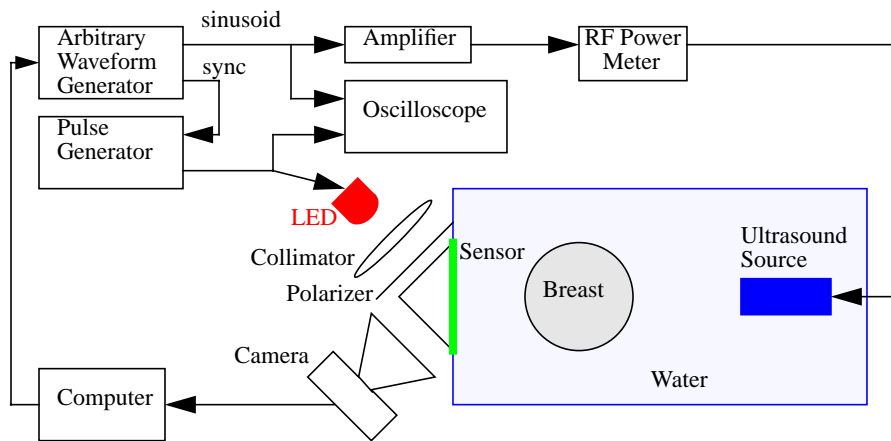 sinusoid
Arbitrary
Waveform
Generator
sync
Amplifier
RF Power
Meter
Oscilloscope
Pulse
Generator
LED
Collimator
Polarizer
Sensor
Breast
Ultrasound
Source
Water
Camera
Computer